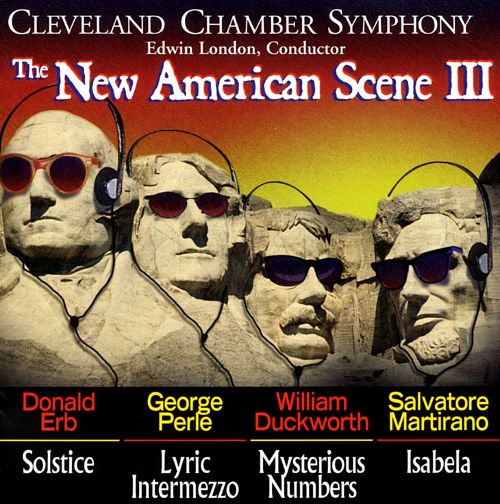 CLEVELAND CHAMBER SYMPHONY
Edwin London, Conductor
The New American Scene III
Donald
Erb
George
Perle
William
Duckworth
Salvatore
Martirano
Solstice
Lyric
Intermezzo
Mysterious
Numbers
Isabela